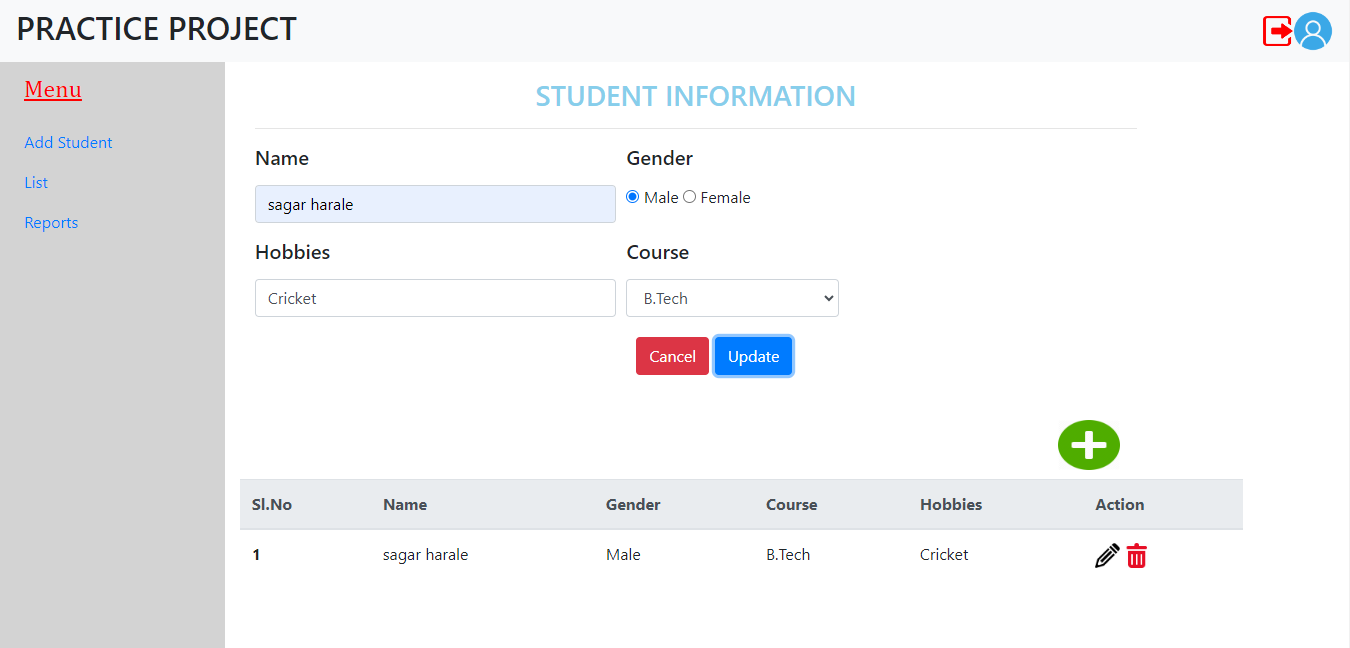 PRACTICE PROJECT
Menu
Add Student
List
Reports
STUDENT INFORMATION
Name Gender
sagar harale Male Female
Hobbies Course
Cricket B.Tech
Cancel Update
Sl.No Name Gender Course Hobbies Action
1 sagar harale Male B.Tech Cricket